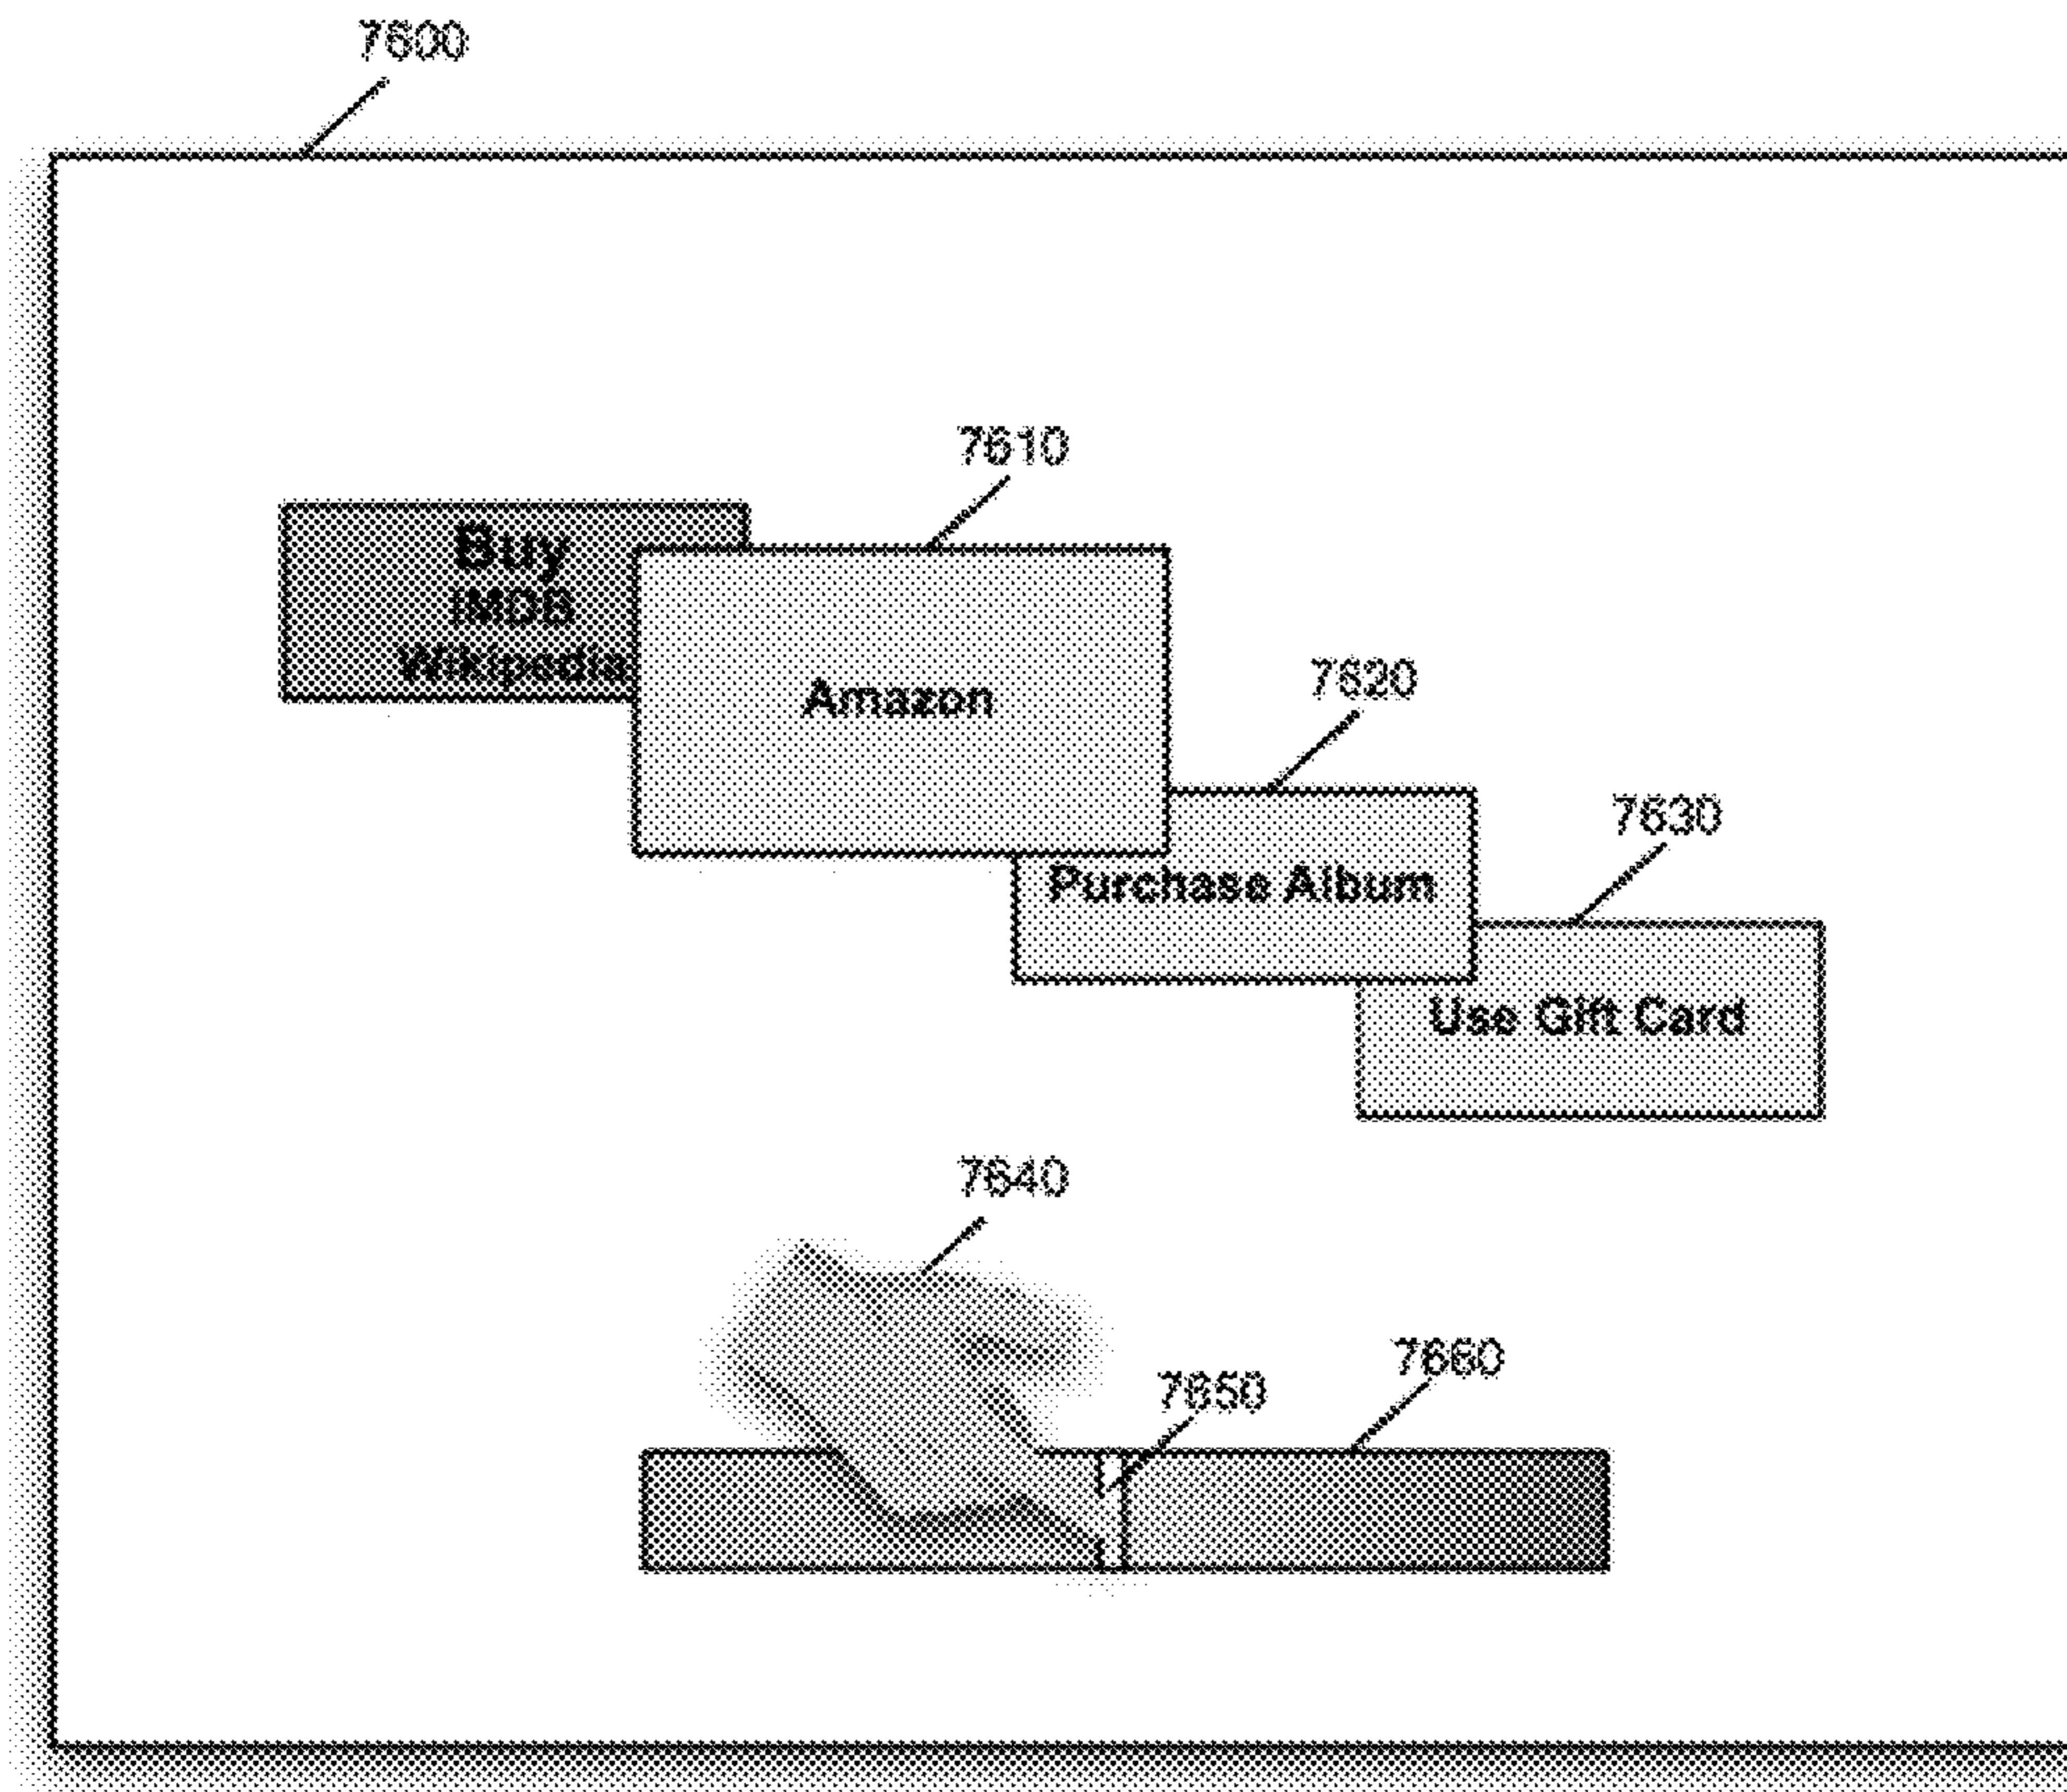 7600
7610
Buy
IMDB
Wikipedia
Amazon
7620
Purchase Album
7630
Use Gift Card
7640
7650
7660